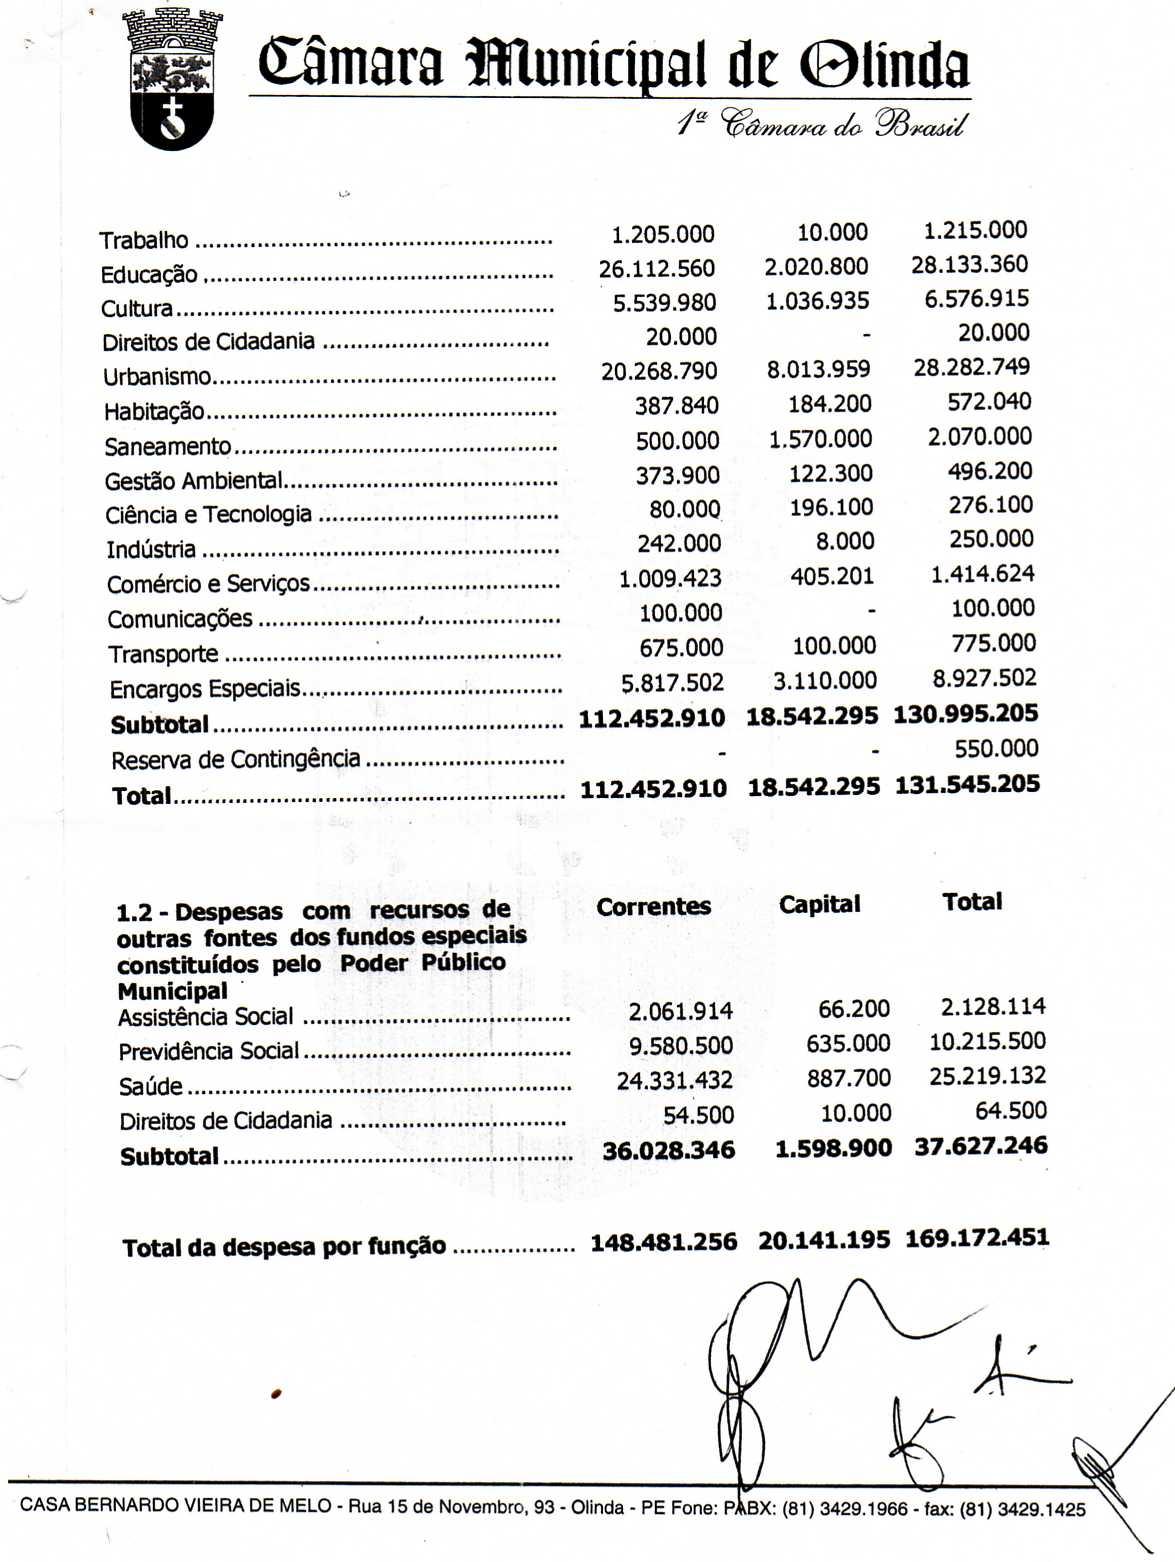 Câmara Municipal de Olinda
1ª Câmara do Brasil
Trabalho ..................................................... 1.205.000 10.000 1.215.000
Educação .................................................... 26.112.560 2.020.800 28.133.360
Cultura........................................................ 5.539.980 1.036.935 6.576.915
Direitos de Cidadania .................................. 20.000 - 20.000
Urbanismo................................................... 20.268.790 8.013.959 28.282.749
Habitação.................................................... 387.840 184.200 572.040
Saneamento................................................ 500.000 1.570.000 2.070.000
Gestão Ambiental......................................... 373.900 122.300 496.200
Ciência e Tecnologia .................................... 80.000 196.100 276.100
Indústria ..................................................... 242.000 8.000 250.000
Comércio e Serviços..................................... 1.009.423 405.201 1.414.624
Comunicações ............................................. 100.000 - 100.000
Transporte .................................................. 675.000 100.000 775.000
Encargos Especiais....................................... 5.817.502 3.110.000 8.927.502
Subtotal .................................................... 112.452.910 18.542.295 130.995.205
Reserva de Contingência .............................. - - 550.000
Total.......................................................... 112.452.910 18.542.295 131.545.205
1.2 - Despesas com recursos de Correntes Capital Total
outras fontes dos fundos especiais
constituídos pelo Poder Público
Municipal
Assistência Social ........................................ 2.061.914 66.200 2.128.114
Previdência Social........................................ 9.580.500 635.000 10.215.500
Saúde ......................................................... 24.331.432 887.700 25.219.132
Direitos de Cidadania .................................. 54.500 10.000 64.500
Subtotal .................................................... 36.028.346 1.598.900 37.627.246
Total da despesa por função .................. 148.481.256 20.141.195 169.172.451
CASA BERNARDO VIEIRA DE MELO - Rua 15 de Novembro, 93 - Olinda - PE Fone: PABX: (81) 3429.1966 - fax: (81) 3429.1425